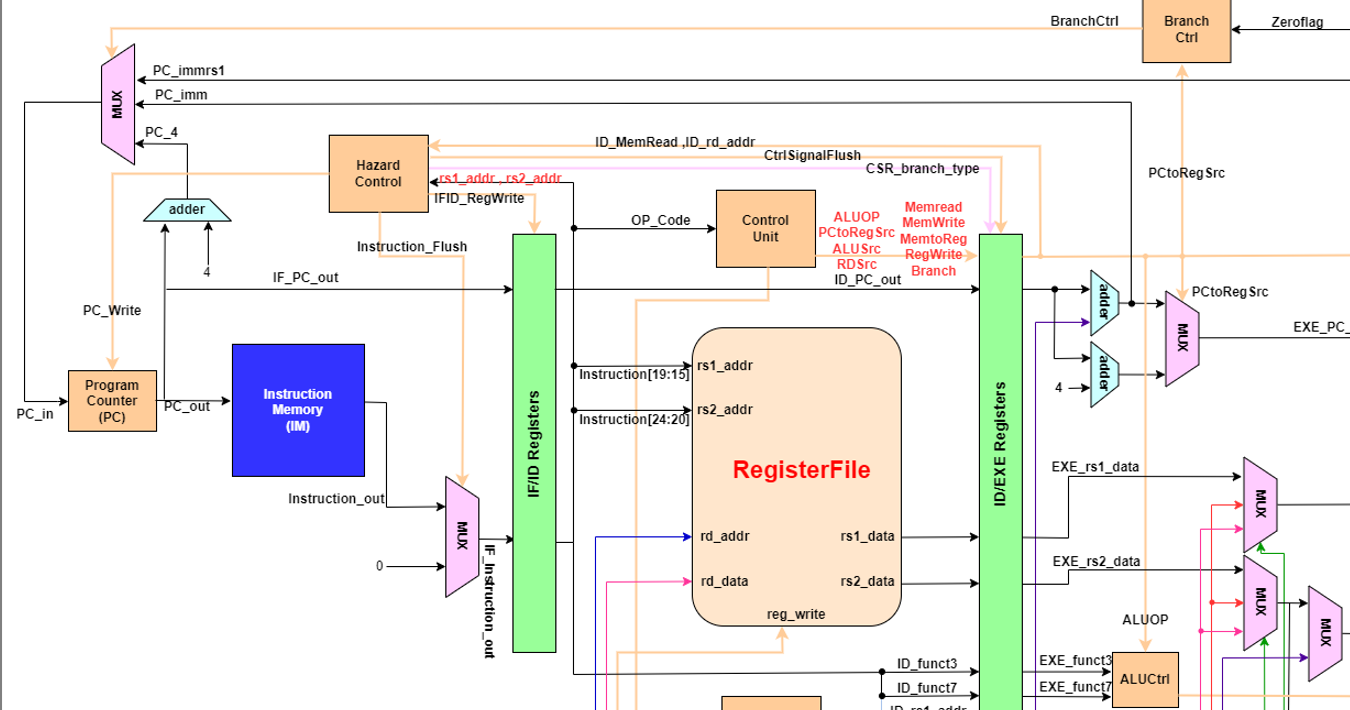 BranchCtrl
Branch
Ctrl
Zeroflag
PC_immrs1
PC_imm
MUX
PC_4
ID_MemRead ,ID_rd_addr
CtrlSignalFlush
CSR_branch_type
Hazard
Control
rs1_addr , rs2_addr
IFID_RegWrite
PCtoRegSrc
adder
4
OP_Code
Control
Unit
ALUOP
PCtoRegSrc
ALUSrc
RDSrc
Memread
MemWrite
MemtoReg
RegWrite
Branch
Instruction_Flush
IF_PC_out
ID_PC_out
PC_Write
adder
PCtoRegSrc
MUX
EXE_PC_
adder
4
Program
Counter
(PC)
PC_in
PC_out
Instruction
Memory
(IM)
rs1_addr
Instruction[19:15]
rs2_addr
Instruction[24:20]
IF/ID Registers
RegisterFile
ID/EXE Registers
EXE_rs1_data
MUX
Instruction_out
MUX
0
IF_Instruction_out
rd_addr
rs1_data
rd_data
rs2_data
reg_write
EXE_rs2_data
MUX
MUX
ALUOP
ID_funct3
EXE_funct3
ALUCtrl
ID_funct7
EXE_funct7
ID_rs1_addr